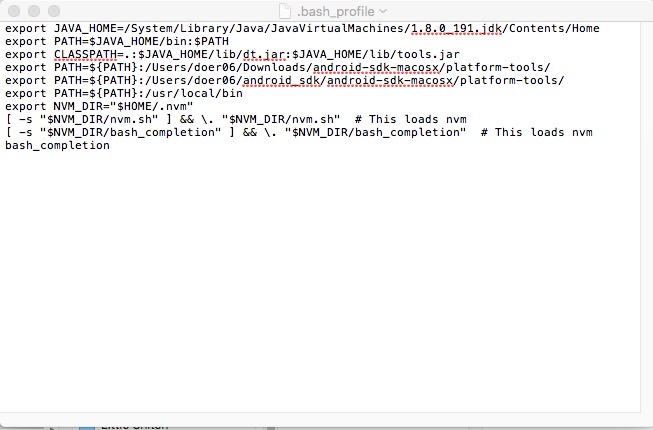 .bash_profile
export JAVA_HOME=/System/Library/Java/JavaVirtualMachines/1.8.0_191.jdk/Contents/Home
export PATH=$JAVA_HOME/bin:$PATH
export CLASSPATH=.:$JAVA_HOME/lib/dt.jar:$JAVA_HOME/lib/tools.jar
export PATH=${PATH}:/Users/doer06/Downloads/android-sdk-macosx/platform-tools/
export PATH=${PATH}:/Users/doer06/android_sdk/android-sdk-macosx/platform-tools/
export PATH=${PATH}:/usr/local/bin
export NVM_DIR="$HOME/.nvm"
[ -s "$NVM_DIR/nvm.sh" ] && \. "$NVM_DIR/nvm.sh"  # This loads nvm
[ -s "$NVM_DIR/bash_completion" ] && \. "$NVM_DIR/bash_completion"  # This loads nvm
bash_completion